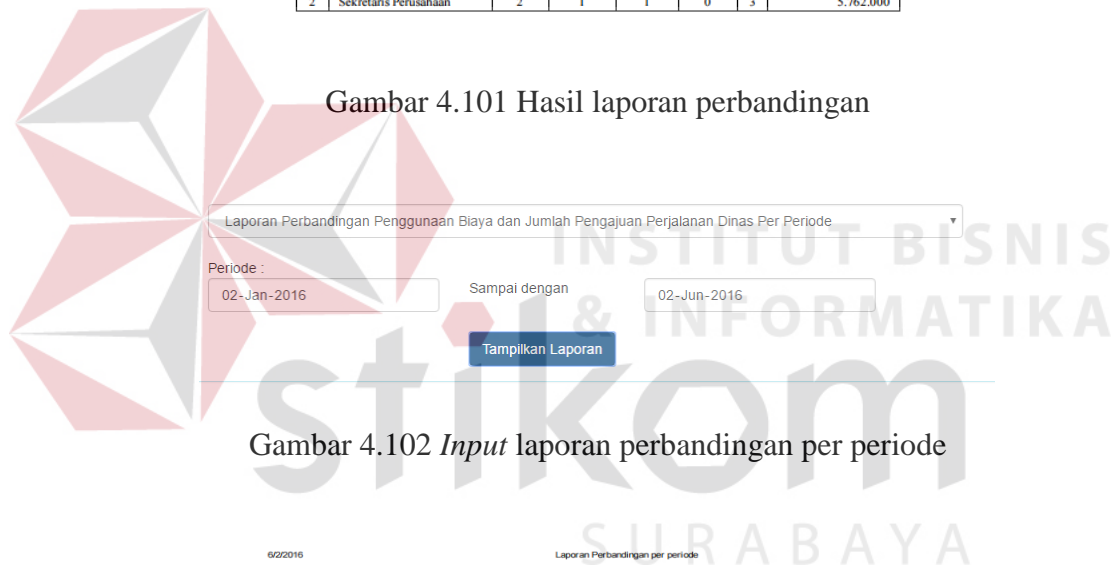 2 Sekretaris Perusahaan 2 1 1 0 3 5.762.000
Gambar 4.101 Hasil laporan perbandingan
Laporan Perbandingan Penggunaan Biaya dan Jumlah Pengajuan Perjalanan Dinas Per Periode
INSTITUT BISNIS
Periode :
02-Jan-2016 Sampai dengan 02-Jun-2016
& INFORMATIKA
Tampilkan Laporan
stikom
Gambar 4.102 Input laporan perbandingan per periode
SURABAYA
6/2/2016 Laporan Perbandingan per periode